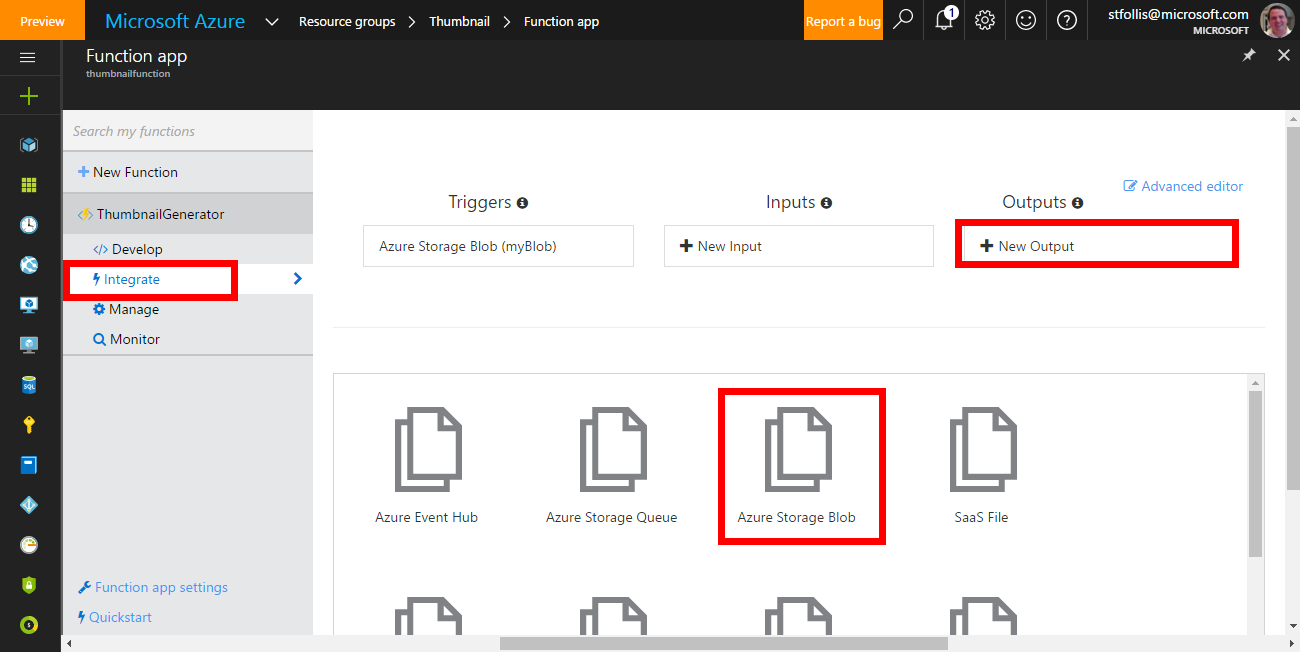 Preview
Microsoft Azure
Resource groups
Thumbnail
Function app
Report a bug
1
stfollis@microsoft.com
MICROSOFT
Function app
thumbnailfunction
Search my functions
New Function
ThumbnailGenerator
Develop
Integrate
Manage
Monitor
Function app settings
Quickstart
Advanced editor
Triggers
Inputs
Outputs
Azure Storage Blob (myBlob)
New Input
New Output
Azure Event Hub
Azure Storage Queue
Azure Storage Blob
SaaS File
SQL